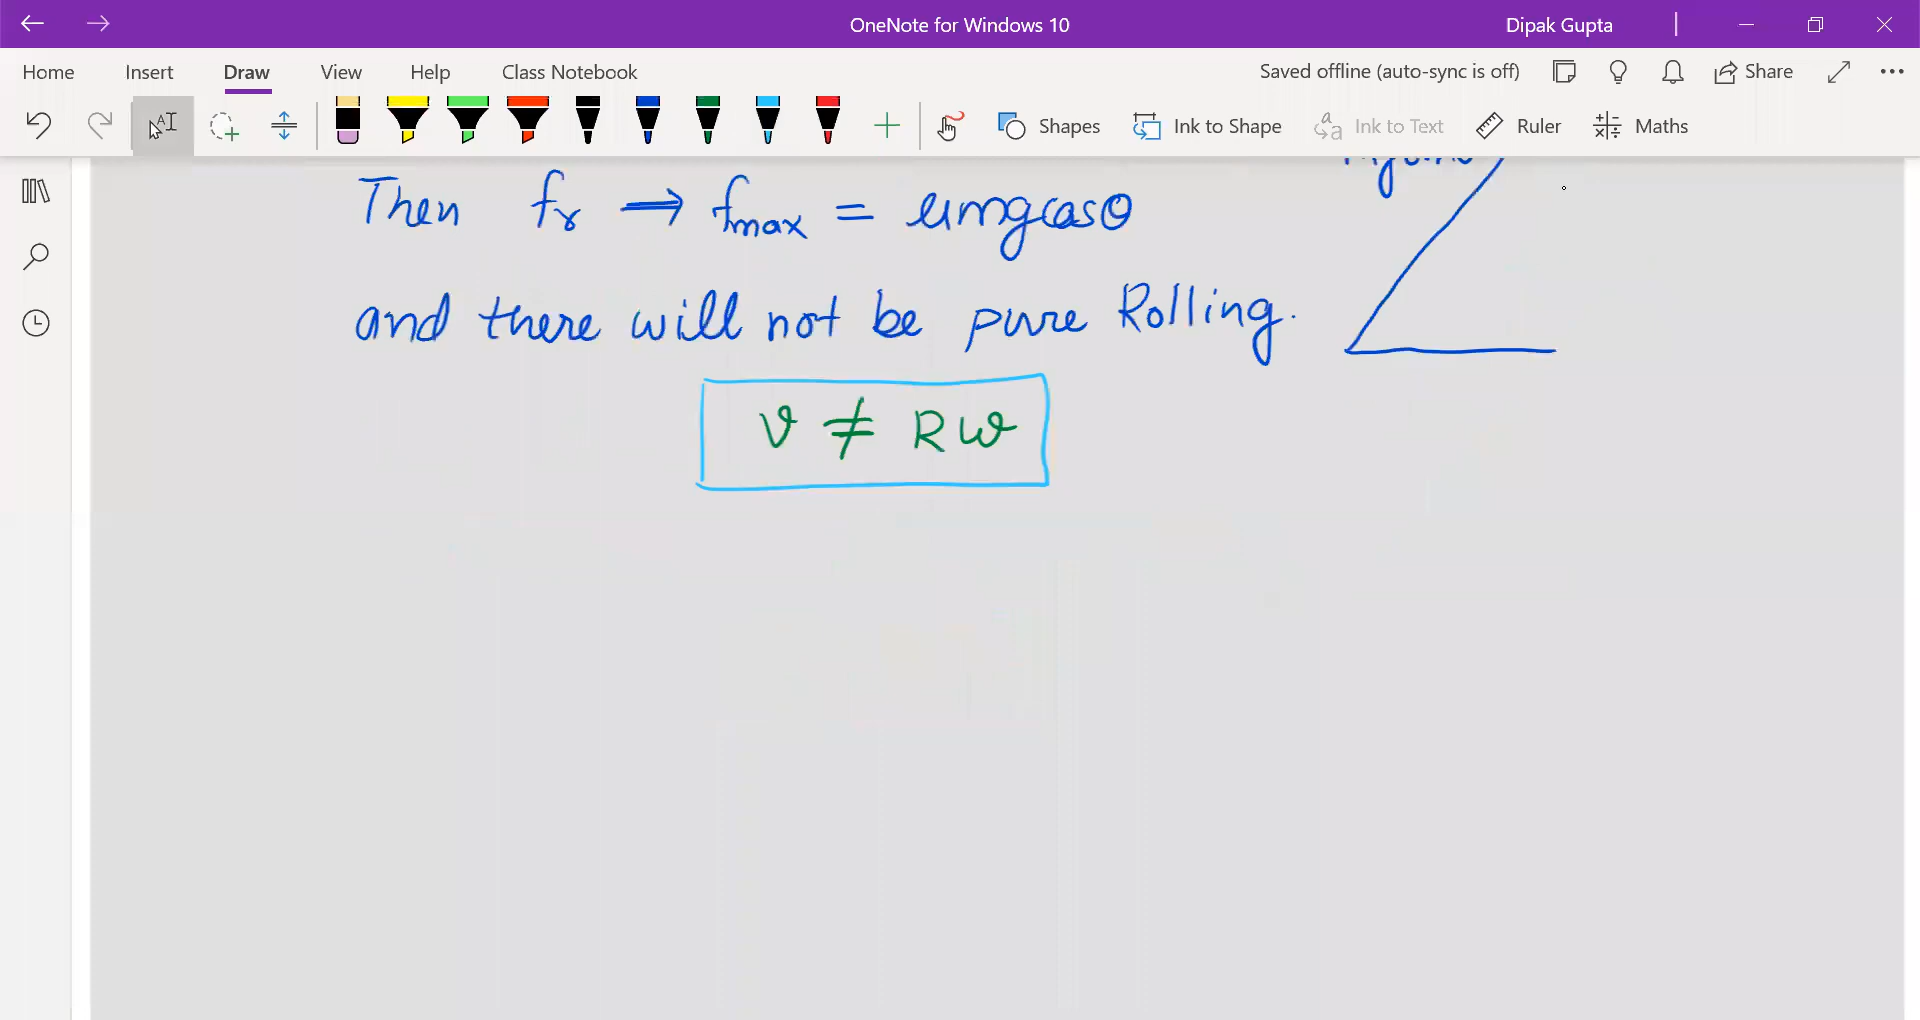 OneNote for Windows 10
Dipak Gupta
Home Insert Draw View Help Class Notebook
Saved offline (auto-sync is off) Share
Shapes Ink to Shape Ink to Text Ruler Maths
Then fr → fmax = μmgcosθ
and there will not be pure Rolling.
v ≠ Rω